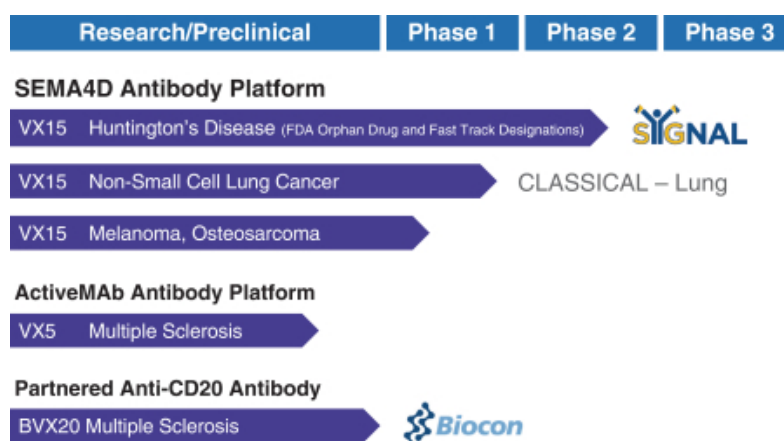 Research/Preclinical Phase 1 Phase 2 Phase 3
SEMA4D Antibody Platform
VX15 Huntington's Disease (FDA Orphan Drug and Fast Track Designations) SIGNAL
VX15 Non-Small Cell Lung Cancer CLASSICAL – Lung
VX15 Melanoma, Osteosarcoma
ActiveMAb Antibody Platform
VX5 Multiple Sclerosis
Partnered Anti-CD20 Antibody
BVX20 Multiple Sclerosis Biocon